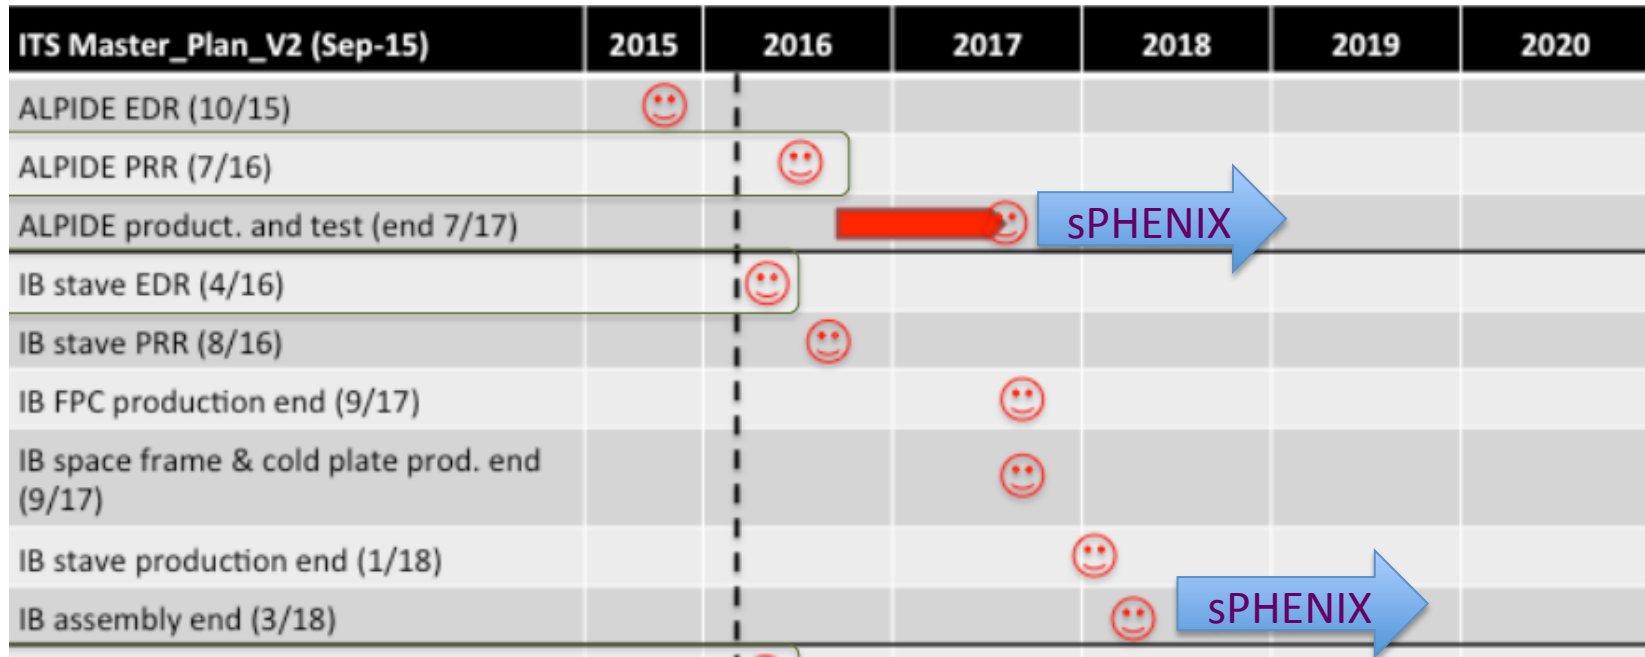 ITS Master_Plan_V2 (Sep-15) 2015 2016 2017 2018 2019 2020
ALPIDE EDR (10/15)
ALPIDE PRR (7/16)
ALPIDE product. and test (end 7/17) sPHENIX
IB stave EDR (4/16)
IB stave PRR (8/16)
IB FPC production end (9/17)
IB space frame & cold plate prod. end
(9/17)
IB stave production end (1/18)
IB assembly end (3/18) sPHENIX